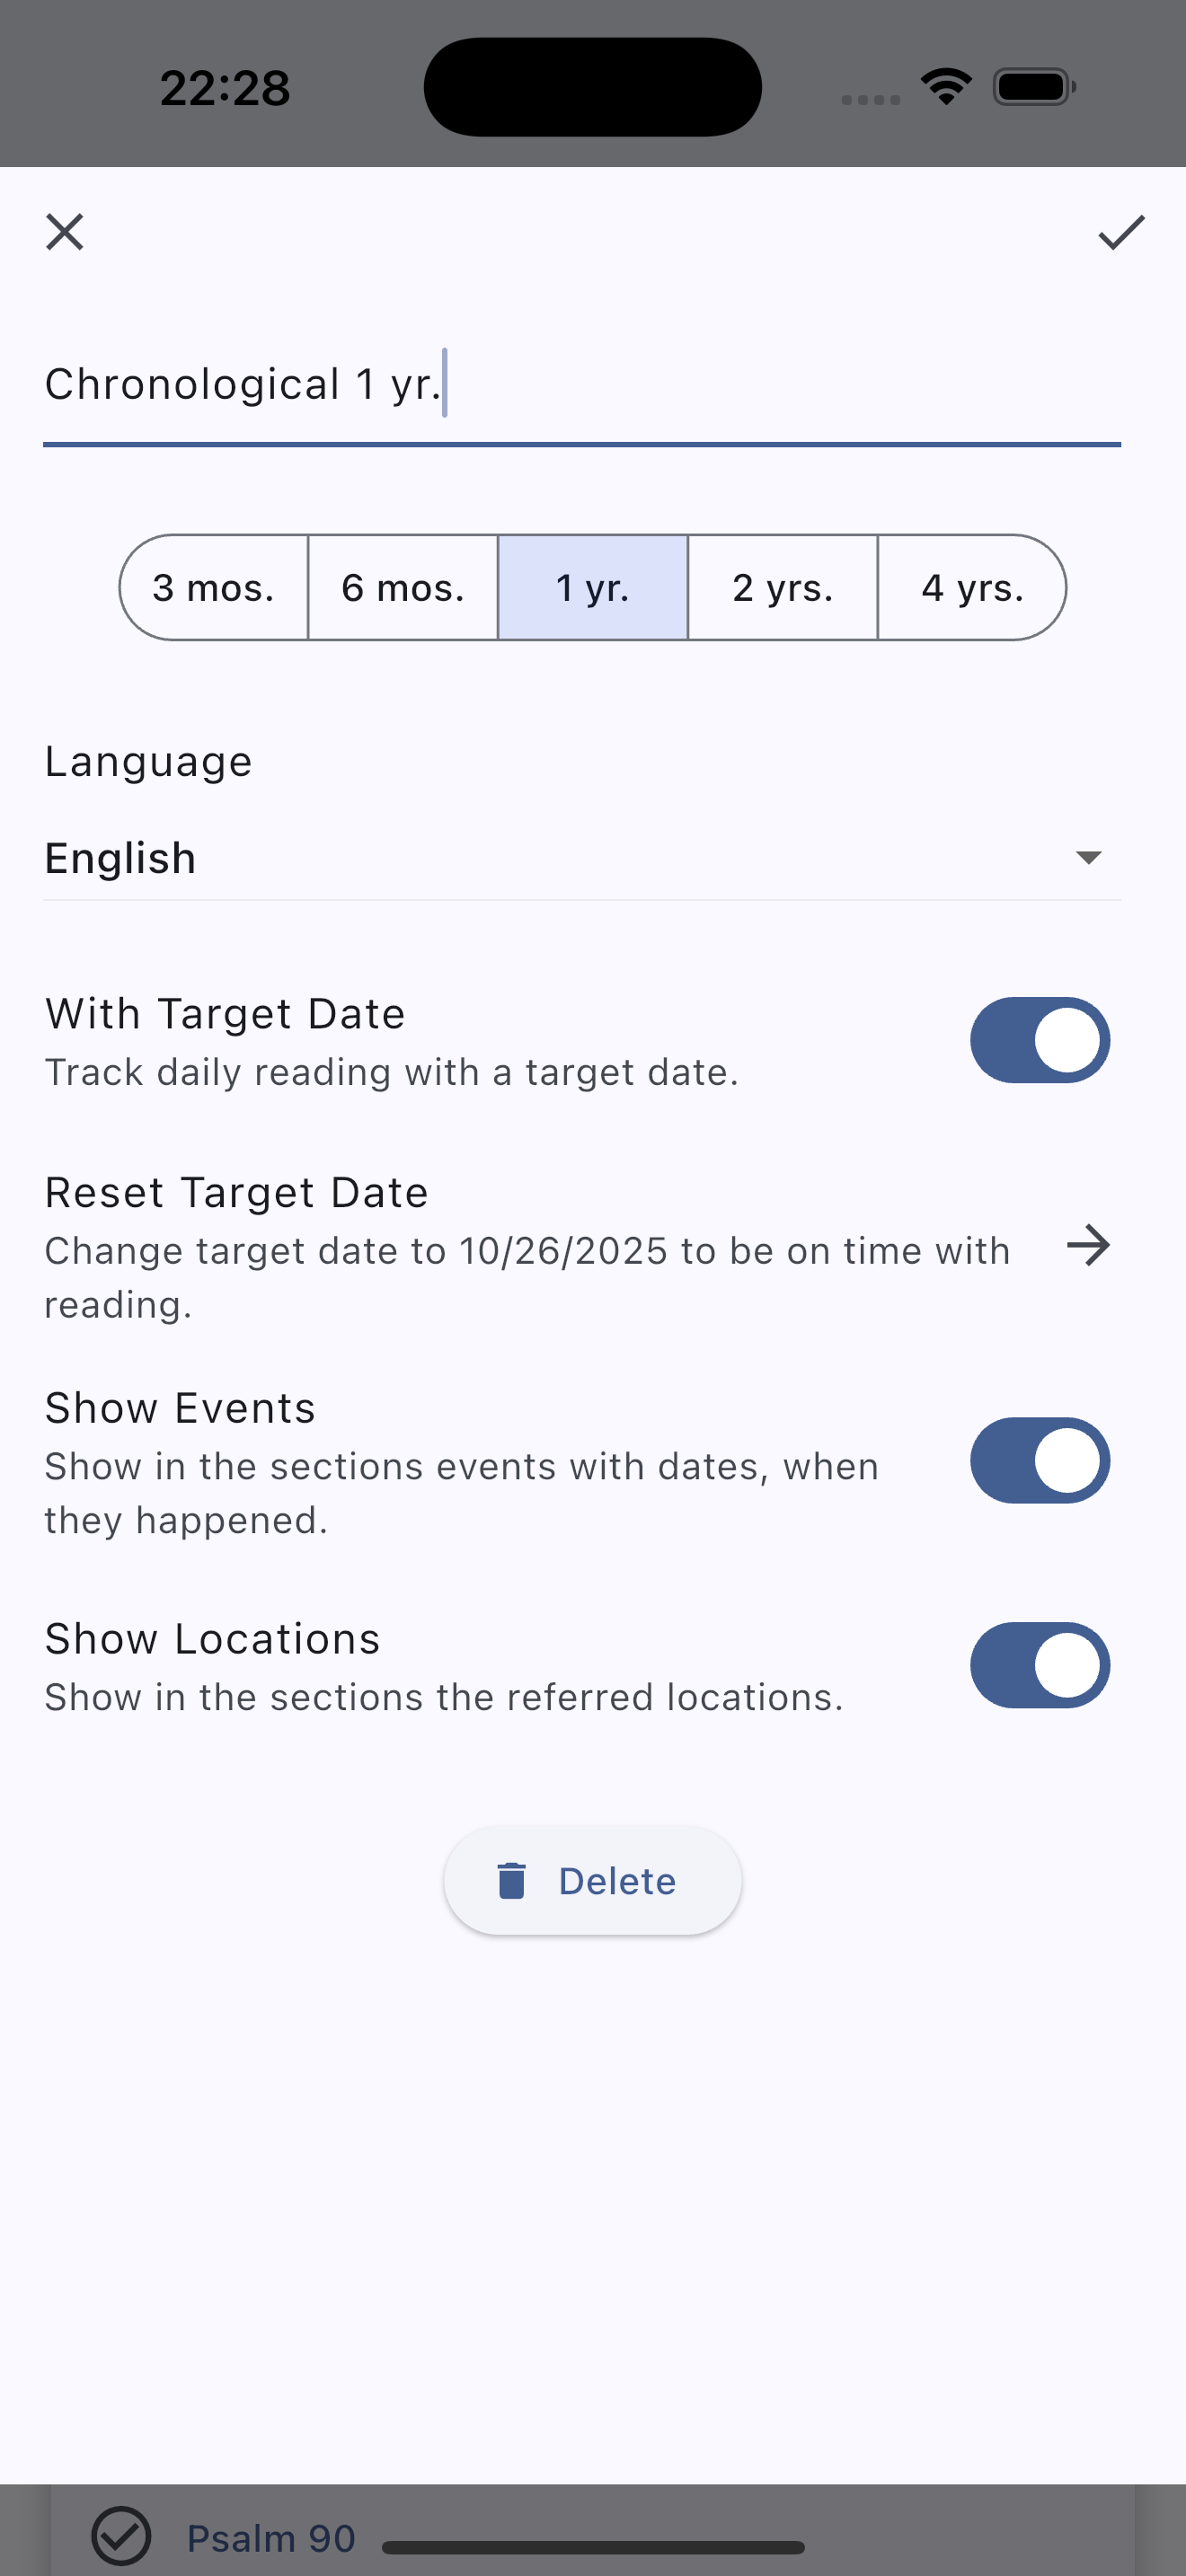 22:28
Chronological 1 yr.
3 mos. 6 mos. 1 yr. 2 yrs. 4 yrs.
Language
English
With Target Date
Track daily reading with a target date.
Reset Target Date
Change target date to 10/26/2025 to be on time with
reading.
Show Events
Show in the sections events with dates, when
they happened.
Show Locations
Show in the sections the referred locations.
Delete
Psalm 90